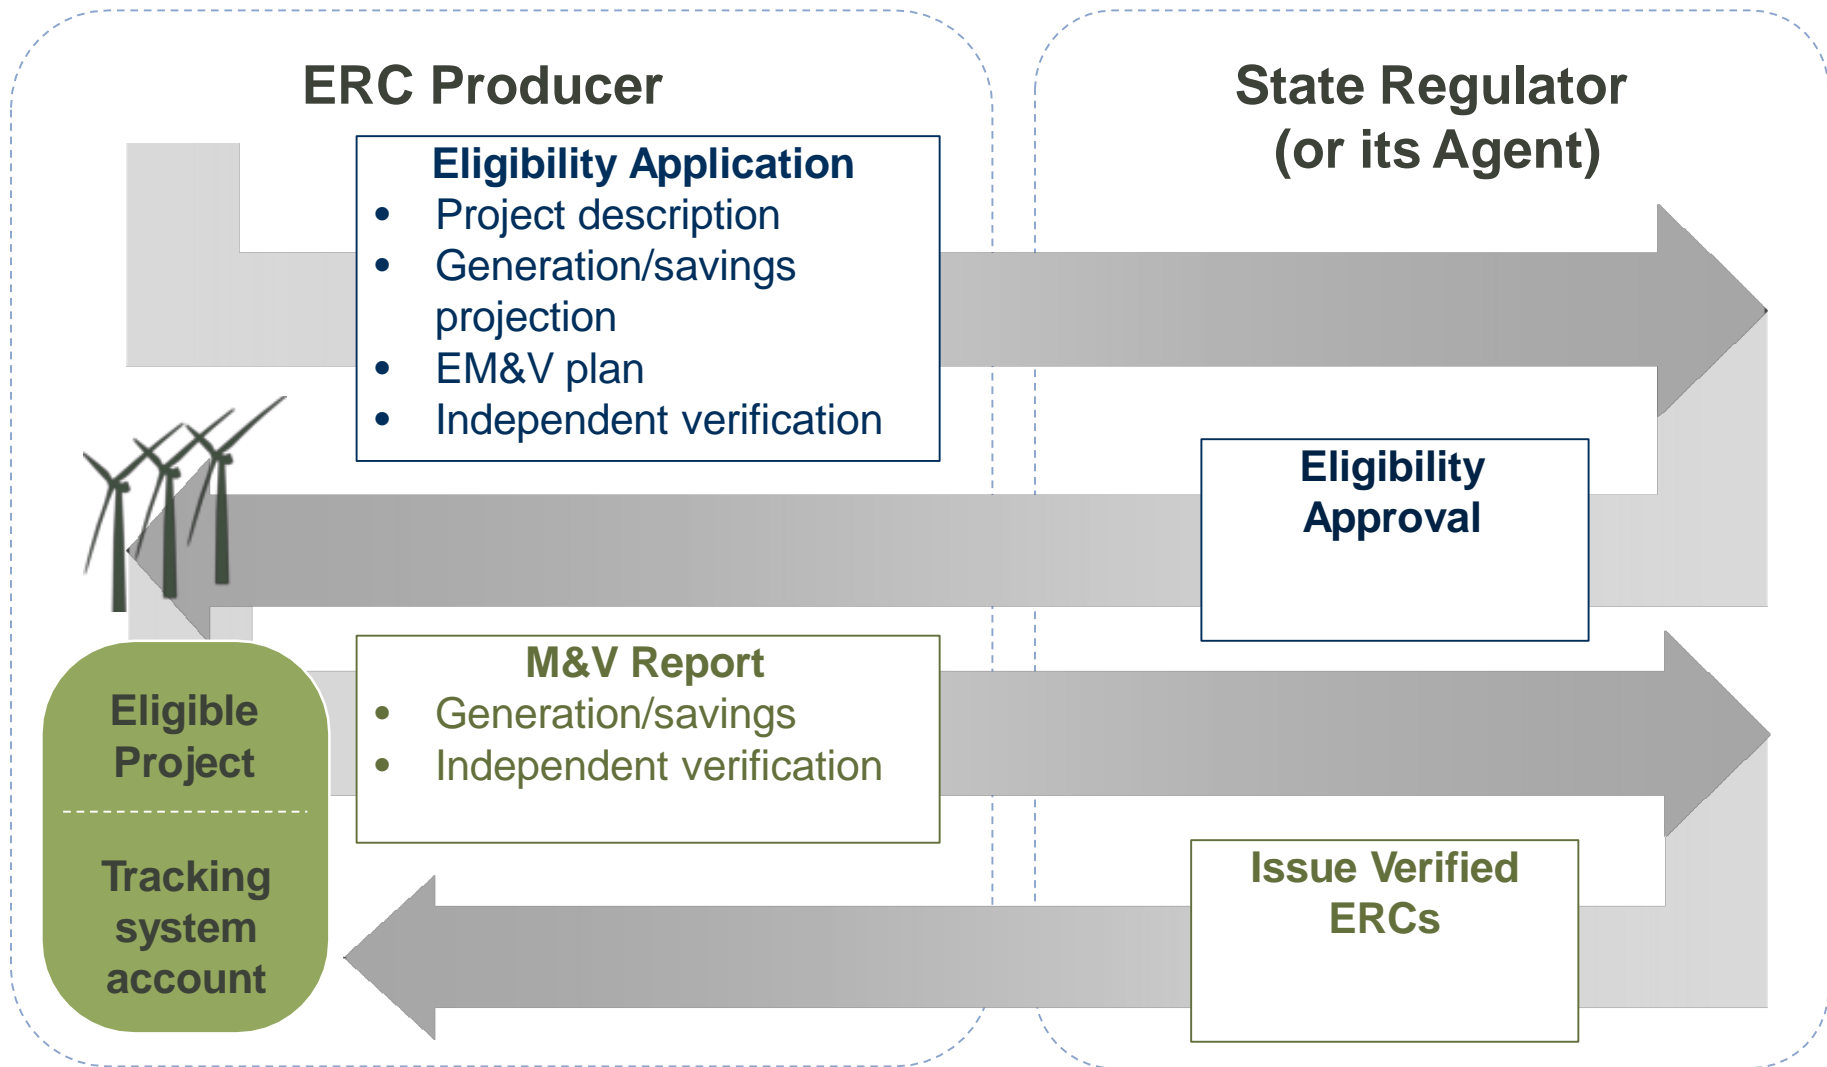 ERC Producer
State Regulator
(or its Agent)
Eligibility Application
• Project description
• Generation/savings
projection
• EM&V plan
• Independent verification
Eligibility
Approval
M&V Report
• Generation/savings
• Independent verification
Eligible
Project
Tracking
system
account
Issue Verified
ERCs